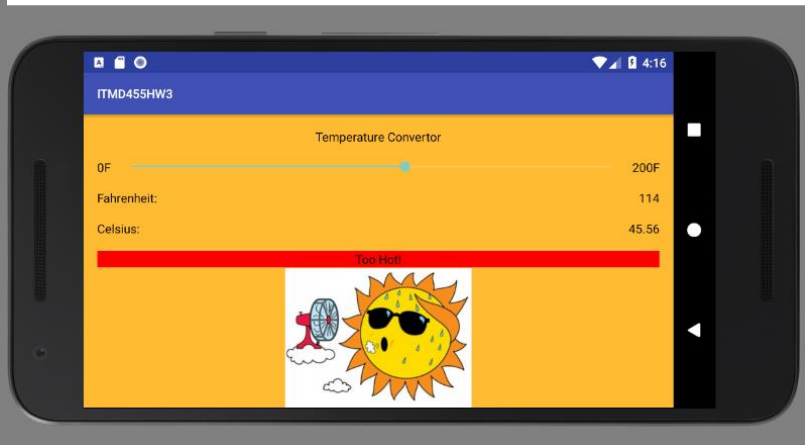 4:16
ITMD455HW3
Temperature Convertor
0F 200F
Fahrenheit: 114
Celsius: 45.56
Too Hot!